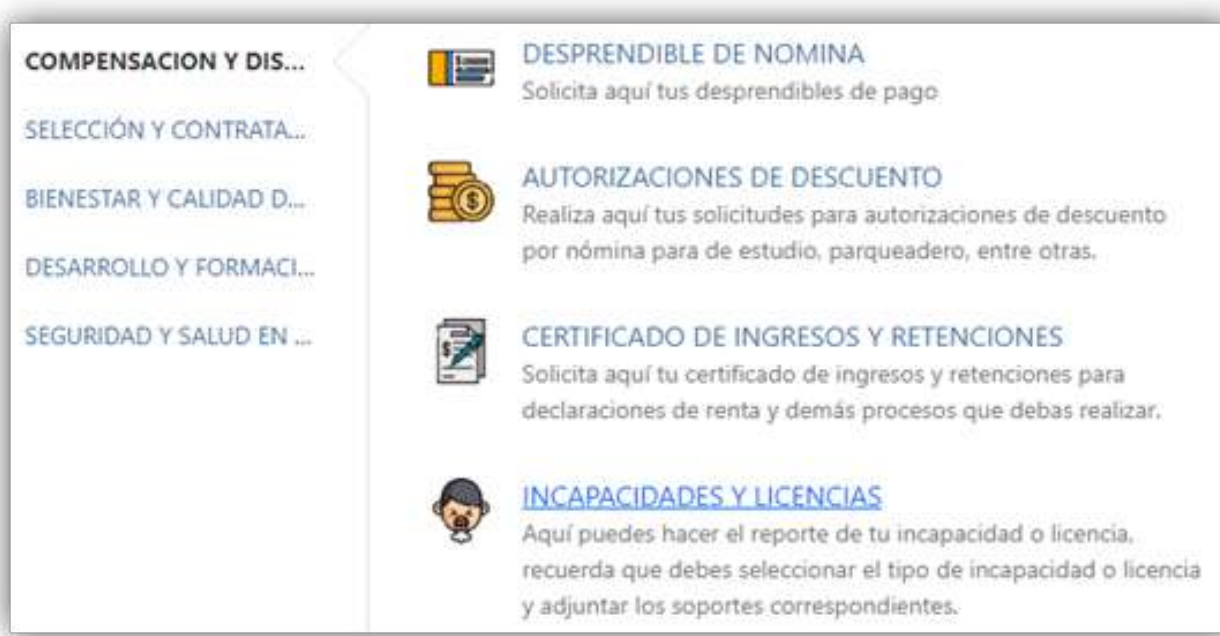 COMPENSACION Y DIS...
SELECCIÓN Y CONTRATA...
BIENESTAR Y CALIDAD D...
DESARROLLO Y FORMACI...
SEGURIDAD Y SALUD EN ...
DESPRENDIBLE DE NOMINA
Solicita aquí tus desprendibles de pago
AUTORIZACIONES DE DESCUENTO
Realiza aquí tus solicitudes para autorizaciones de descuento
por nómina para de estudio, parqueadero, entre otras.
CERTIFICADO DE INGRESOS Y RETENCIONES
Solicita aquí tu certificado de ingresos y retenciones para
declaraciones de renta y demás procesos que debas realizar.
INCAPACIDADES Y LICENCIAS
Aquí puedes hacer el reporte de tu incapacidad o licencia,
recuerda que debes seleccionar el tipo de incapacidad o licencia
y adjuntar los soportes correspondientes.